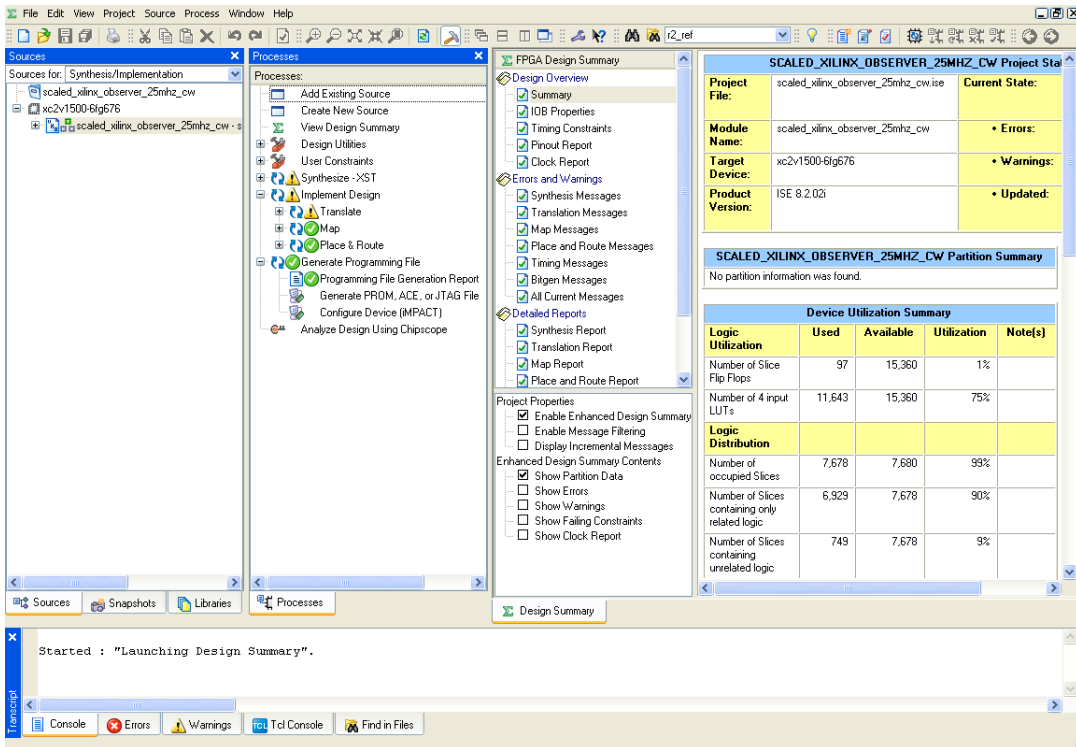 File Edit View Project Source Process Window Help
r2_ref
Sources
Sources for: Synthesis/Implementation
scaled_xilinx_observer_25mhz_cw
xc2v1500-6fg676
scaled_xilinx_observer_25mhz_cw - s
Sources
Snapshots
Libraries
Processes
Processes:
Add Existing Source
Create New Source
View Design Summary
Design Utilities
User Constraints
Synthesize - XST
Implement Design
Translate
Map
Place & Route
Generate Programming File
Programming File Generation Report
Generate PROM, ACE, or JTAG File
Configure Device (iMPACT)
Analyze Design Using Chipscope
Processes
FPGA Design Summary
Design Overview
Summary
IOB Properties
Timing Constraints
Pinout Report
Clock Report
Errors and Warnings
Synthesis Messages
Translation Messages
Map Messages
Place and Route Messages
Timing Messages
Bitgen Messages
All Current Messages
Detailed Reports
Synthesis Report
Translation Report
Map Report
Place and Route Report
Project Properties
Enable Enhanced Design Summary
Enable Message Filtering
Display Incremental Messsages
Enhanced Design Summary Contents
Show Partition Data
Show Errors
Show Warnings
Show Failing Constraints
Show Clock Report
SCALED_XILINX_OBSERVER_25MHZ_CW Project Sta
Project File: scaled_xilinx_observer_25mhz_cw.ise Current State:
Module Name: scaled_xilinx_observer_25mhz_cw • Errors:
Target Device: xc2v1500-6fg676 • Warnings:
Product Version: ISE 8.2.02i • Updated:
SCALED_XILINX_OBSERVER_25MHZ_CW Partition Summary
No partition information was found.
Device Utilization Summary
Logic Utilization Used Available Utilization Note(s)
Number of Slice Flip Flops 97 15,360 1%
Number of 4 input LUTs 11,643 15,360 75%
Logic Distribution
Number of occupied Slices 7,678 7,680 99%
Number of Slices containing only related logic 6,929 7,678 90%
Number of Slices containing unrelated logic 749 7,678 9%
Design Summary
Started : "Launching Design Summary".
Transcript
Console
Errors
Warnings
TCL Tcl Console
Find in Files